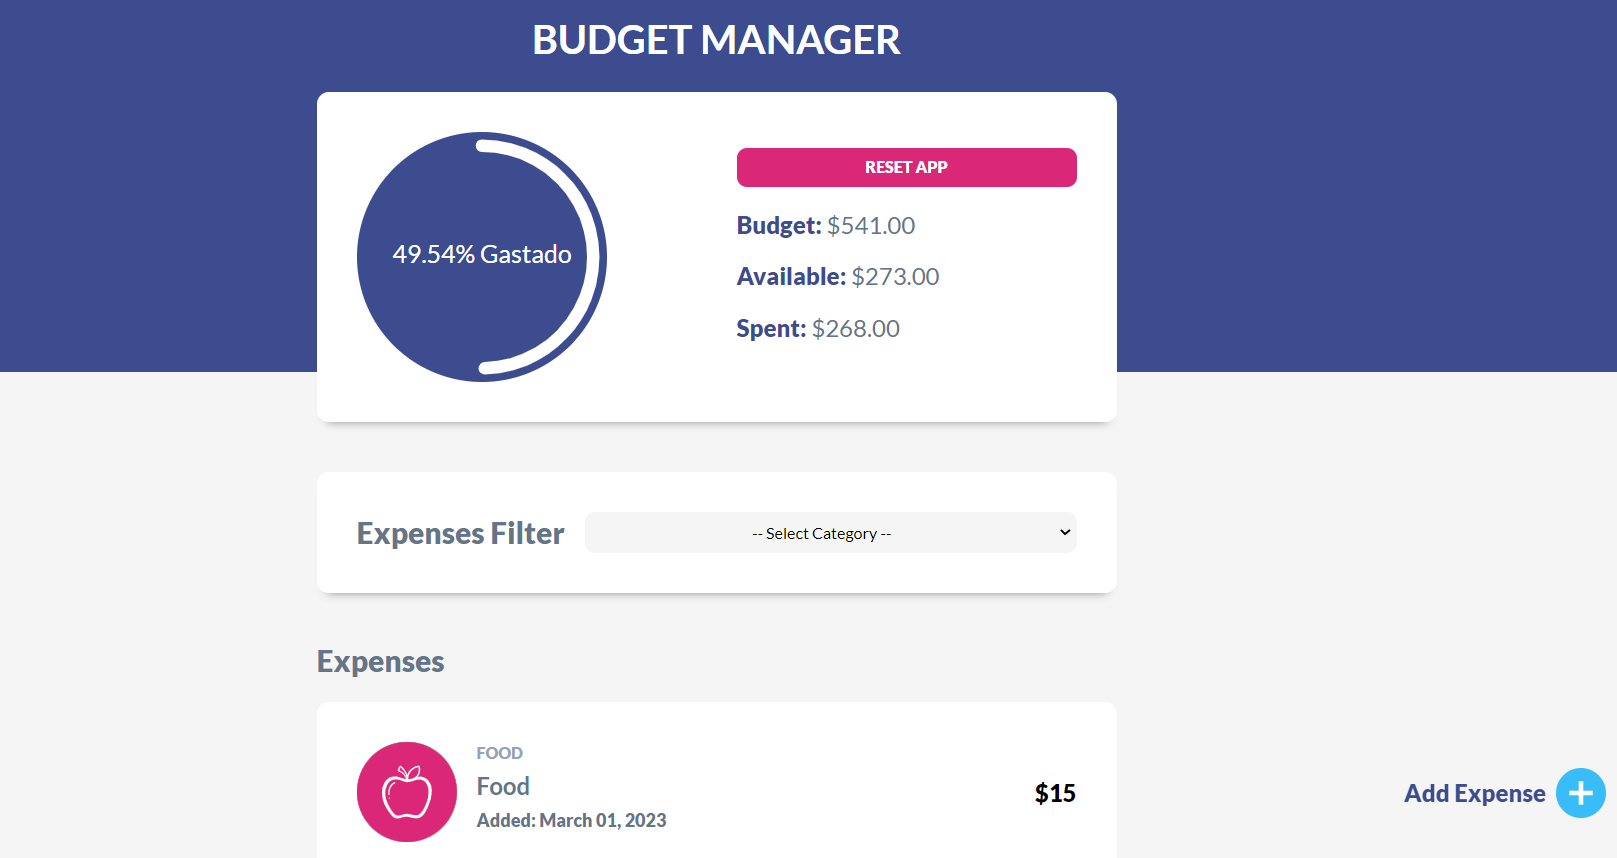 BUDGET MANAGER
49.54% Gastado
RESET APP
Budget: $541.00
Available: $273.00
Spent: $268.00
Expenses Filter
-- Select Category --
Expenses
FOOD
Food
Added: March 01, 2023
$15
Add Expense